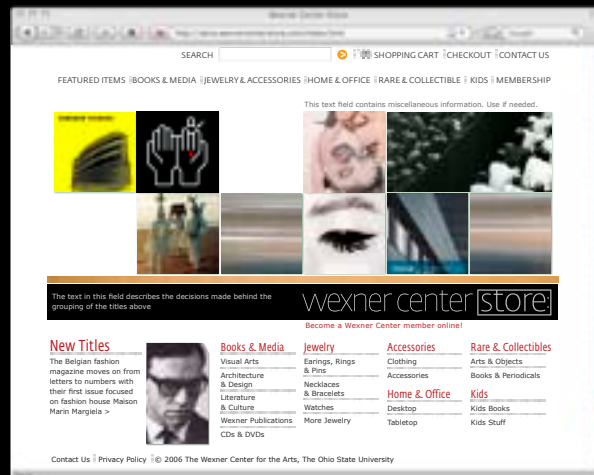 Wexner Center Store
SEARCH SHOPPING CART CHECKOUT CONTACT US
FEATURED ITEMS BOOKS & MEDIA JEWELRY & ACCESSORIES HOME & OFFICE RARE & COLLECTIBLE KIDS MEMBERSHIP
This text field contains miscellaneous information. Use if needed.
The text in this field describes the decisions made behind the
grouping of the titles above
wexner center store:
Become a Wexner Center member online!
New Titles
The Belgian fashion
magazine moves on from
letters to numbers with
their first issue focused
on fashion house Maison
Marin Margiela >
Books & Media
Visual Arts
Architecture
& Design
Literature
& Culture
Wexner Publications
CDs & DVDs
Jewelry
Earings, Rings
& Pins
Necklaces
& Bracelets
Watches
More Jewelry
Accessories
Clothing
Accessories
Home & Office
Desktop
Tabletop
Rare & Collectibles
Arts & Objects
Books & Periodicals
Kids
Kids Books
Kids Stuff
Contact Us Privacy Policy © 2006 The Wexner Center for the Arts, The Ohio State University